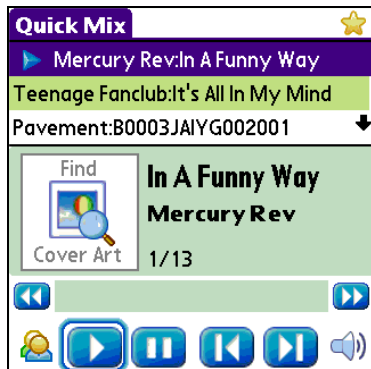 Quick Mix
Mercury Rev:In A Funny Way
Teenage Fanclub:It's All In My Mind
Pavement:B0003JAIYG002001
Find
Cover Art
In A Funny Way
Mercury Rev
1/13